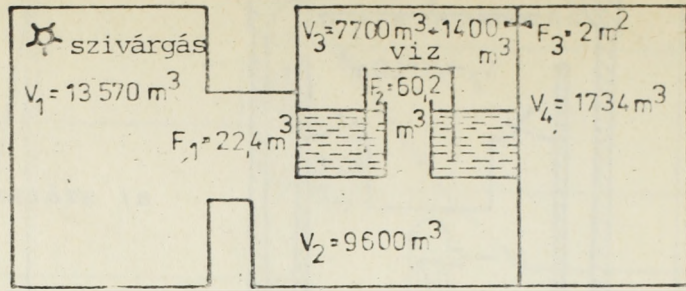 szivárgás
V₁=13 570 m³
F₁=22,4 m³
V₃=7700 m³÷1400 m³
viz
F₂=60,2 m³
F₃=2 m²
V₄=1734 m³
V₂=9600 m³